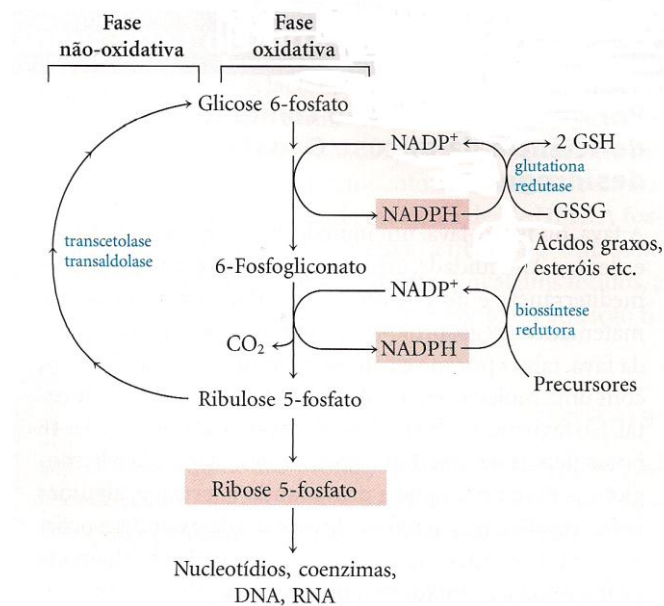 Fase
não-oxidativa
Fase
oxidativa
Glicose 6-fosfato
NADP⁺
2 GSH
glutationa
redutase
NADPH
GSSG
transcetolase
transaldolase
6-Fosfogliconato
Ácidos graxos,
esteróis etc.
NADP⁺
CO₂
biossíntese
redutora
NADPH
Precursores
Ribulose 5-fosfato
Ribose 5-fosfato
Nucleotídios, coenzimas,
DNA, RNA